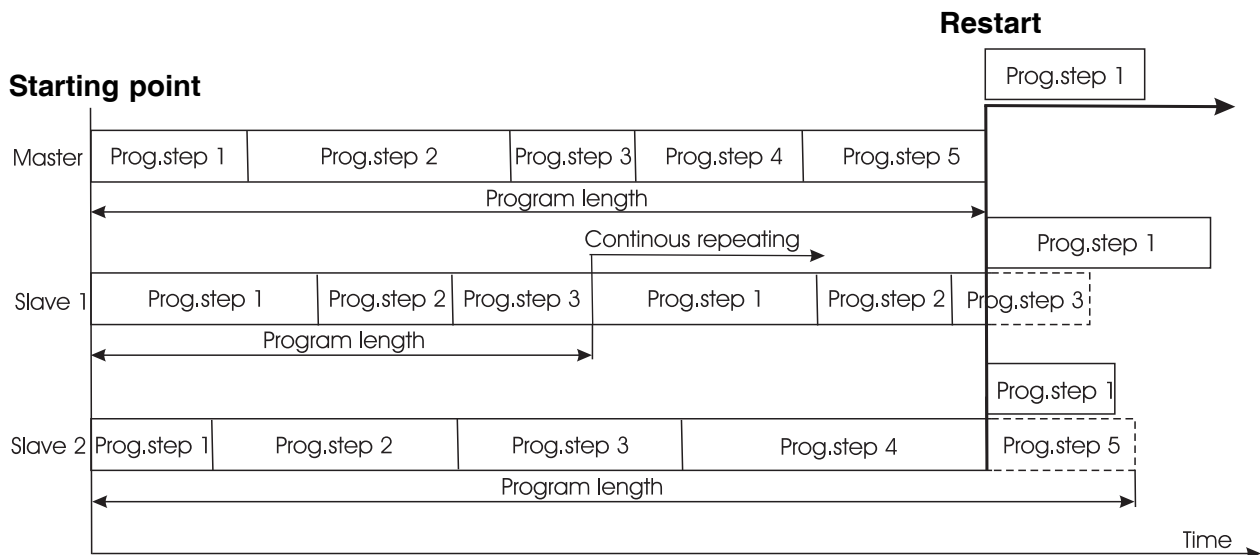 Restart
Prog.step 1
Starting point
Master Prog.step 1 Prog.step 2 Prog.step 3 Prog.step 4 Prog.step 5
Program length
Continous repeating
Prog.step 1
Slave 1 Prog.step 1 Prog.step 2 Prog.step 3 Prog.step 1 Prog.step 2 Prog.step 3
Program length
Prog.step 1
Slave 2 Prog.step 1 Prog.step 2 Prog.step 3 Prog.step 4 Prog.step 5
Program length
Time